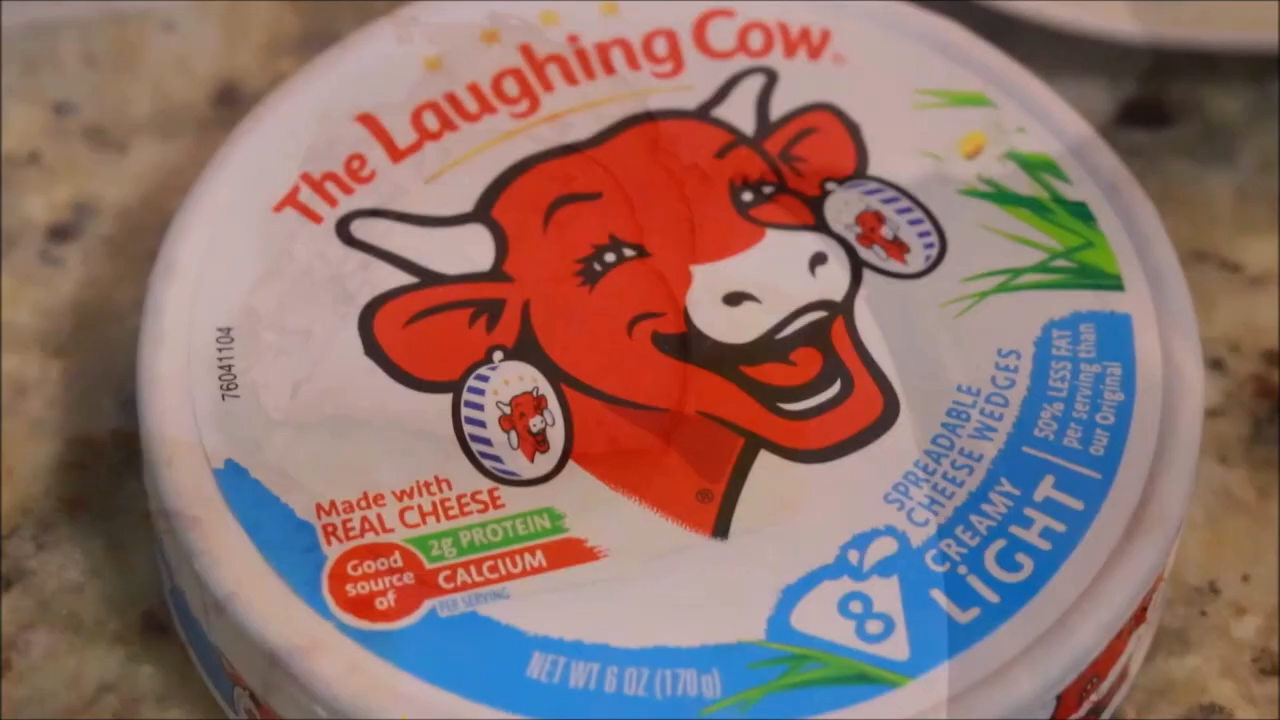 The Laughing Cow
76041104
Made with
REAL CHEESE
Good
source
of
2g PROTEIN
CALCIUM
PER SERVING
SPREADABLE
CHEESE WEDGES
CREAMY
LiGHT
50% LESS FAT
per serving than
our Original
8
NET WT 6 OZ (170g)
®